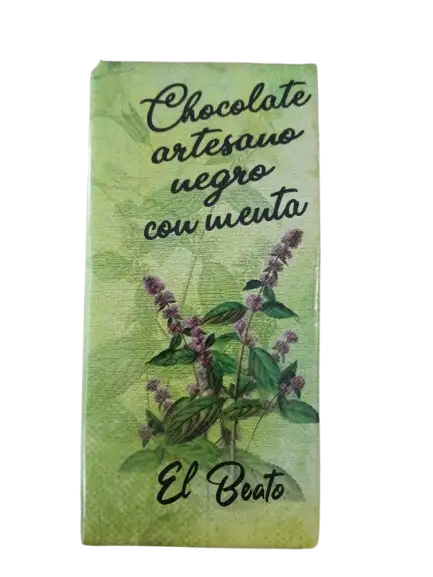 Chocolate
artesano
negro
con menta
El Beato